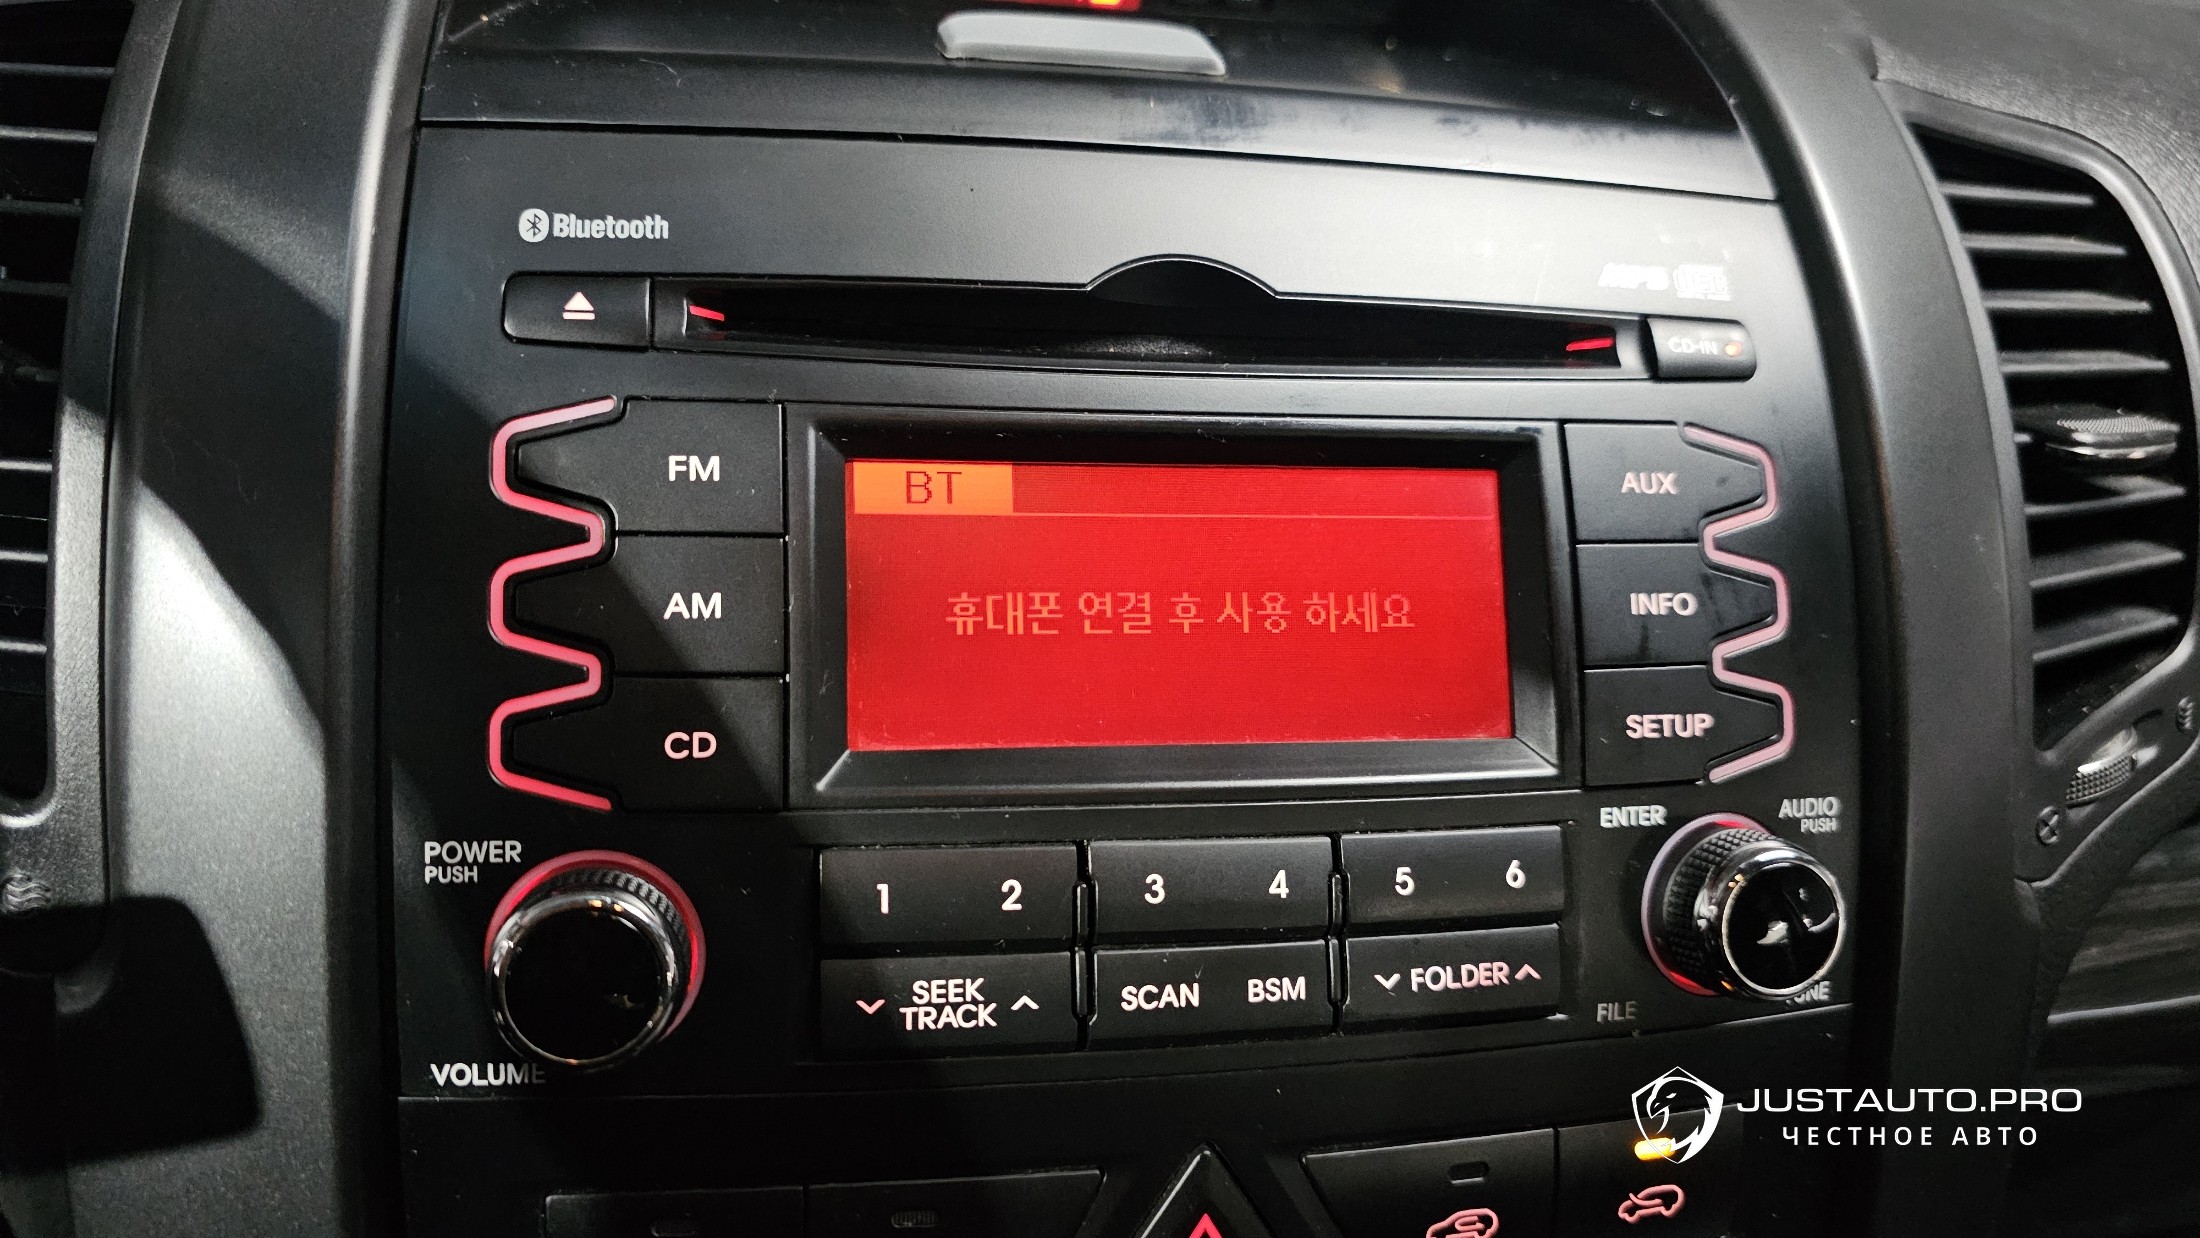 Bluetooth
MP3
CD-IN
FM
AM
CD
BT
휴대폰 연결 후 사용 하세요
AUX
INFO
SETUP
POWER
PUSH
VOLUME
1 2 3 4 5 6
SEEK
TRACK
SCAN BSM
FOLDER
ENTER
AUDIO
PUSH
FILE
JUSTAUTO.PRO
ЧЕСТНОЕ АВТО